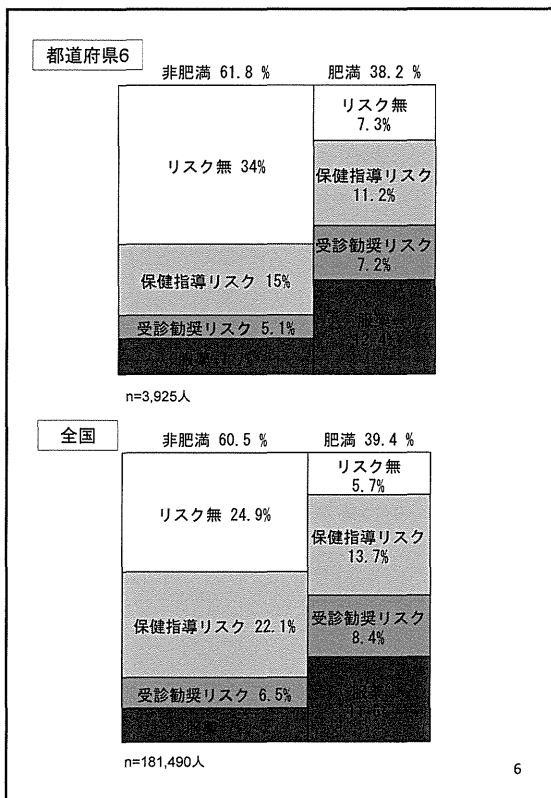 都道府県6
非肥満 61.8 %
肥満 38.2 %
リスク無 34%
リスク無
7.3%
保健指導リスク 15%
保健指導リスク
11.2%
受診勧奨リスク 5.1%
受診勧奨リスク
7.2%
服薬
n=3,925人
全国
非肥満 60.5 %
肥満 39.4 %
リスク無 24.9%
リスク無
5.7%
保健指導リスク 22.1%
保健指導リスク
13.7%
受診勧奨リスク 6.5%
受診勧奨リスク
8.4%
服薬
n=181,490人
6